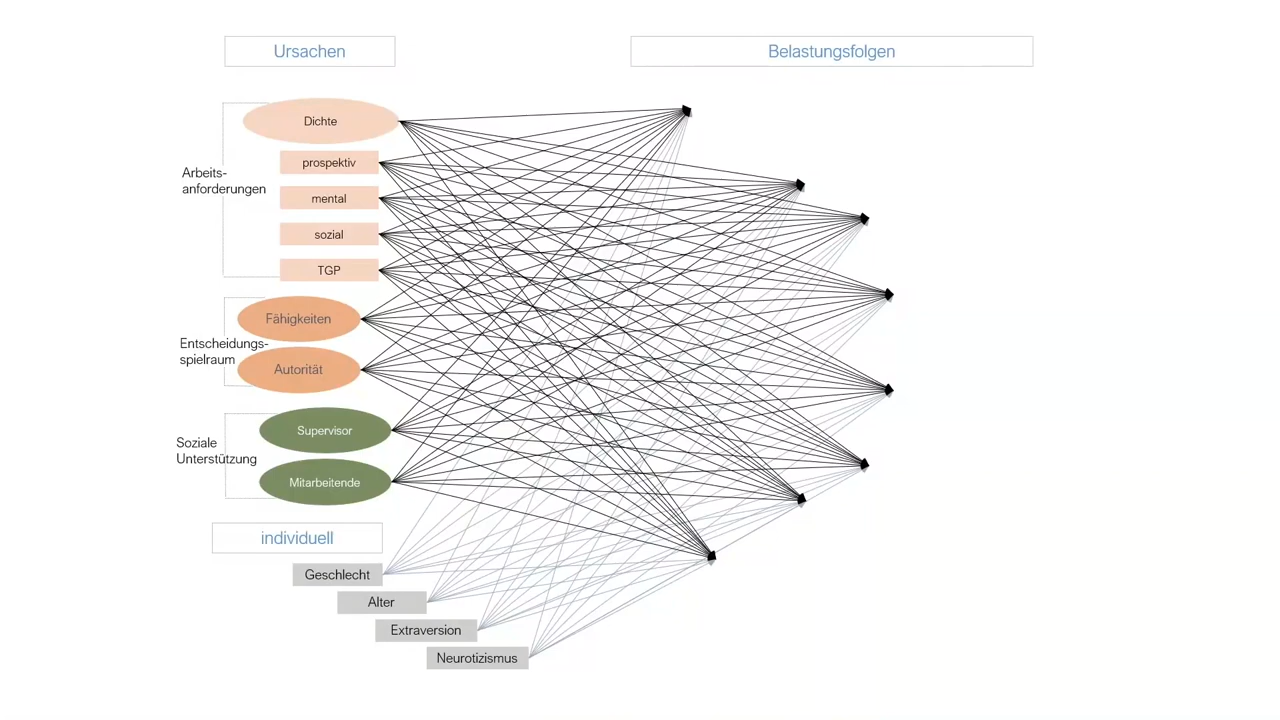 Ursachen
Belastungsfolgen
Dichte
prospektiv
Arbeits-
anforderungen
mental
sozial
TGP
Fähigkeiten
Entscheidungs-
spielraum
Autorität
Supervisor
Soziale
Unterstützung
Mitarbeitende
individuell
Geschlecht
Alter
Extraversion
Neurotizismus